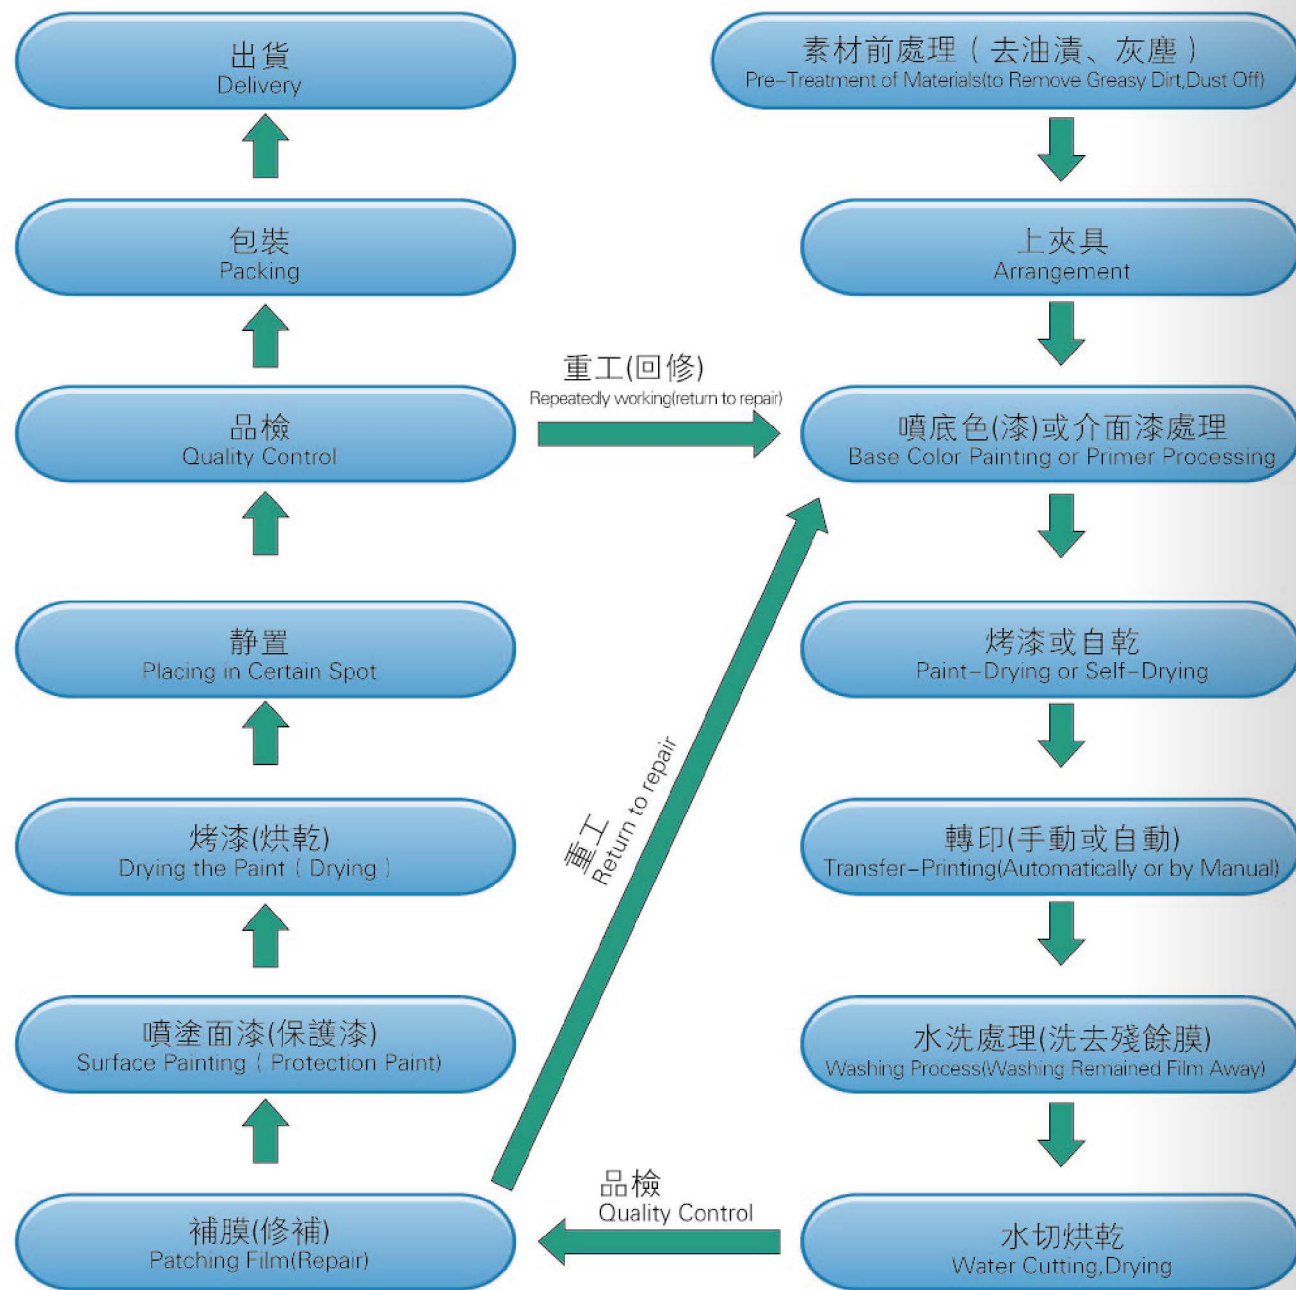 出貨
Delivery
素材前處理（去油漬、灰塵）
Pre-Treatment of Materials(to Remove Greasy Dirt,Dust Off)
包裝
Packing
上夾具
Arrangement
重工(回修)
Repeatedly working(return to repair)
品檢
Quality Control
噴底色(漆)或介面漆處理
Base Color Painting or Primer Processing
靜置
Placing in Certain Spot
烤漆或自乾
Paint-Drying or Self-Drying
重工
Return to repair
烤漆(烘乾)
Drying the Paint ( Drying )
轉印(手動或自動)
Transfer-Printing(Automatically or by Manual)
噴塗面漆(保護漆)
Surface Painting ( Protection Paint)
水洗處理(洗去殘餘膜)
Washing Process(Washing Remained Film Away)
品檢
Quality Control
補膜(修補)
Patching Film(Repair)
水切烘乾
Water Cutting,Drying